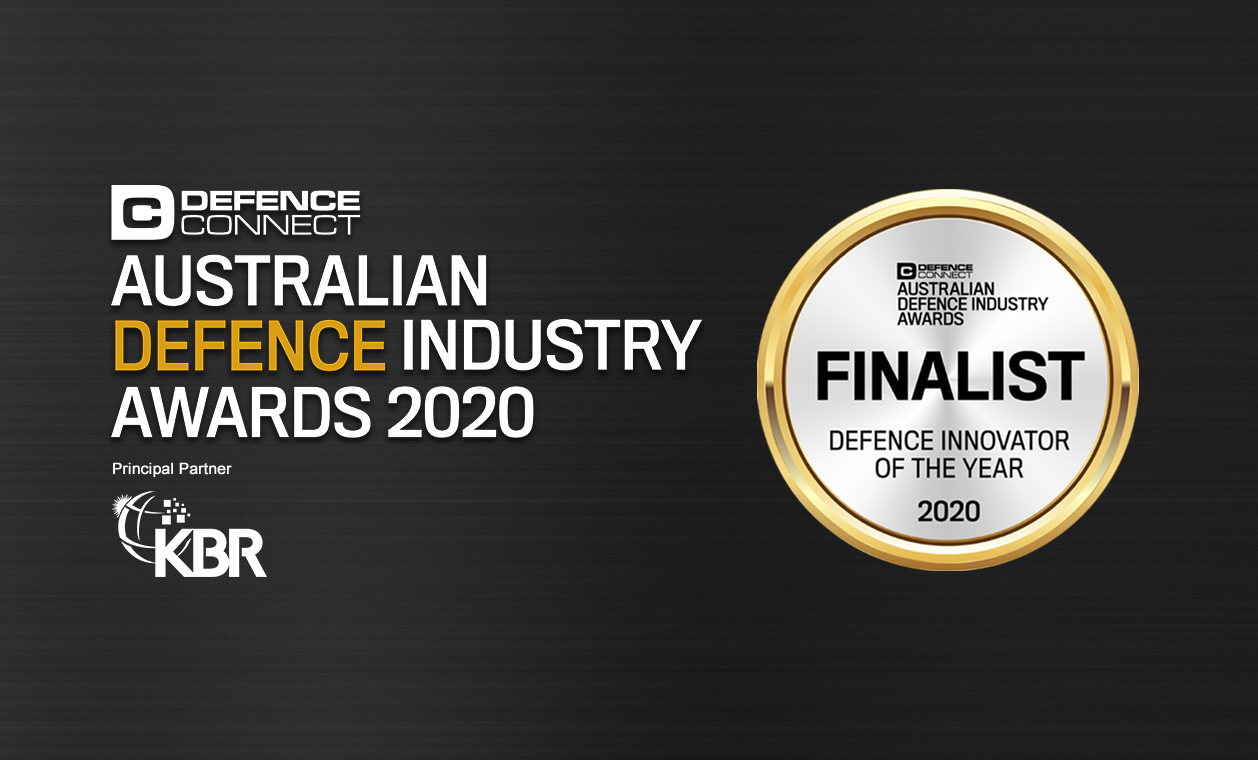 DEFENCE
CONNECT
AUSTRALIAN
DEFENCE INDUSTRY
AWARDS 2020
Principal Partner
KBR
DEFENCE
CONNECT
AUSTRALIAN
DEFENCE INDUSTRY
AWARDS
FINALIST
DEFENCE INNOVATOR
OF THE YEAR
2020